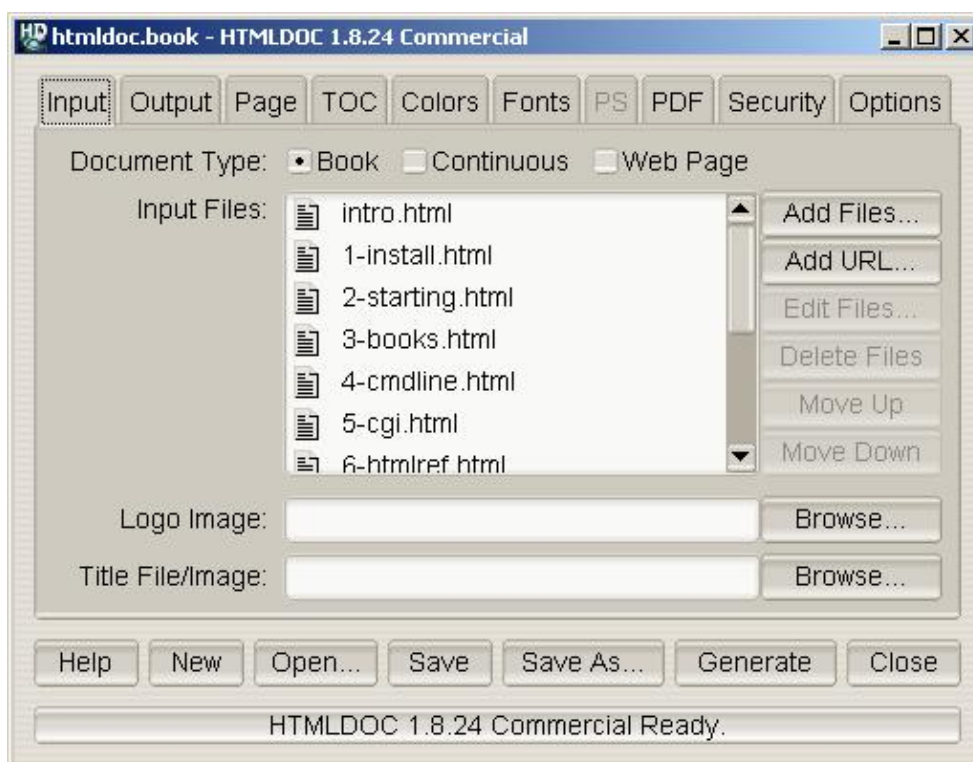 htmldoc.book - HTMLDOC 1.8.24 Commercial
Input Output Page TOC Colors Fonts PS PDF Security Options
Document Type: Book Continuous Web Page
Input Files:
intro.html
1-install.html
2-starting.html
3-books.html
4-cmdline.html
5-cgi.html
6-htmlref.html
Add Files...
Add URL...
Edit Files...
Delete Files
Move Up
Move Down
Logo Image: Browse...
Title File/Image: Browse...
Help New Open... Save Save As... Generate Close
HTMLDOC 1.8.24 Commercial Ready.